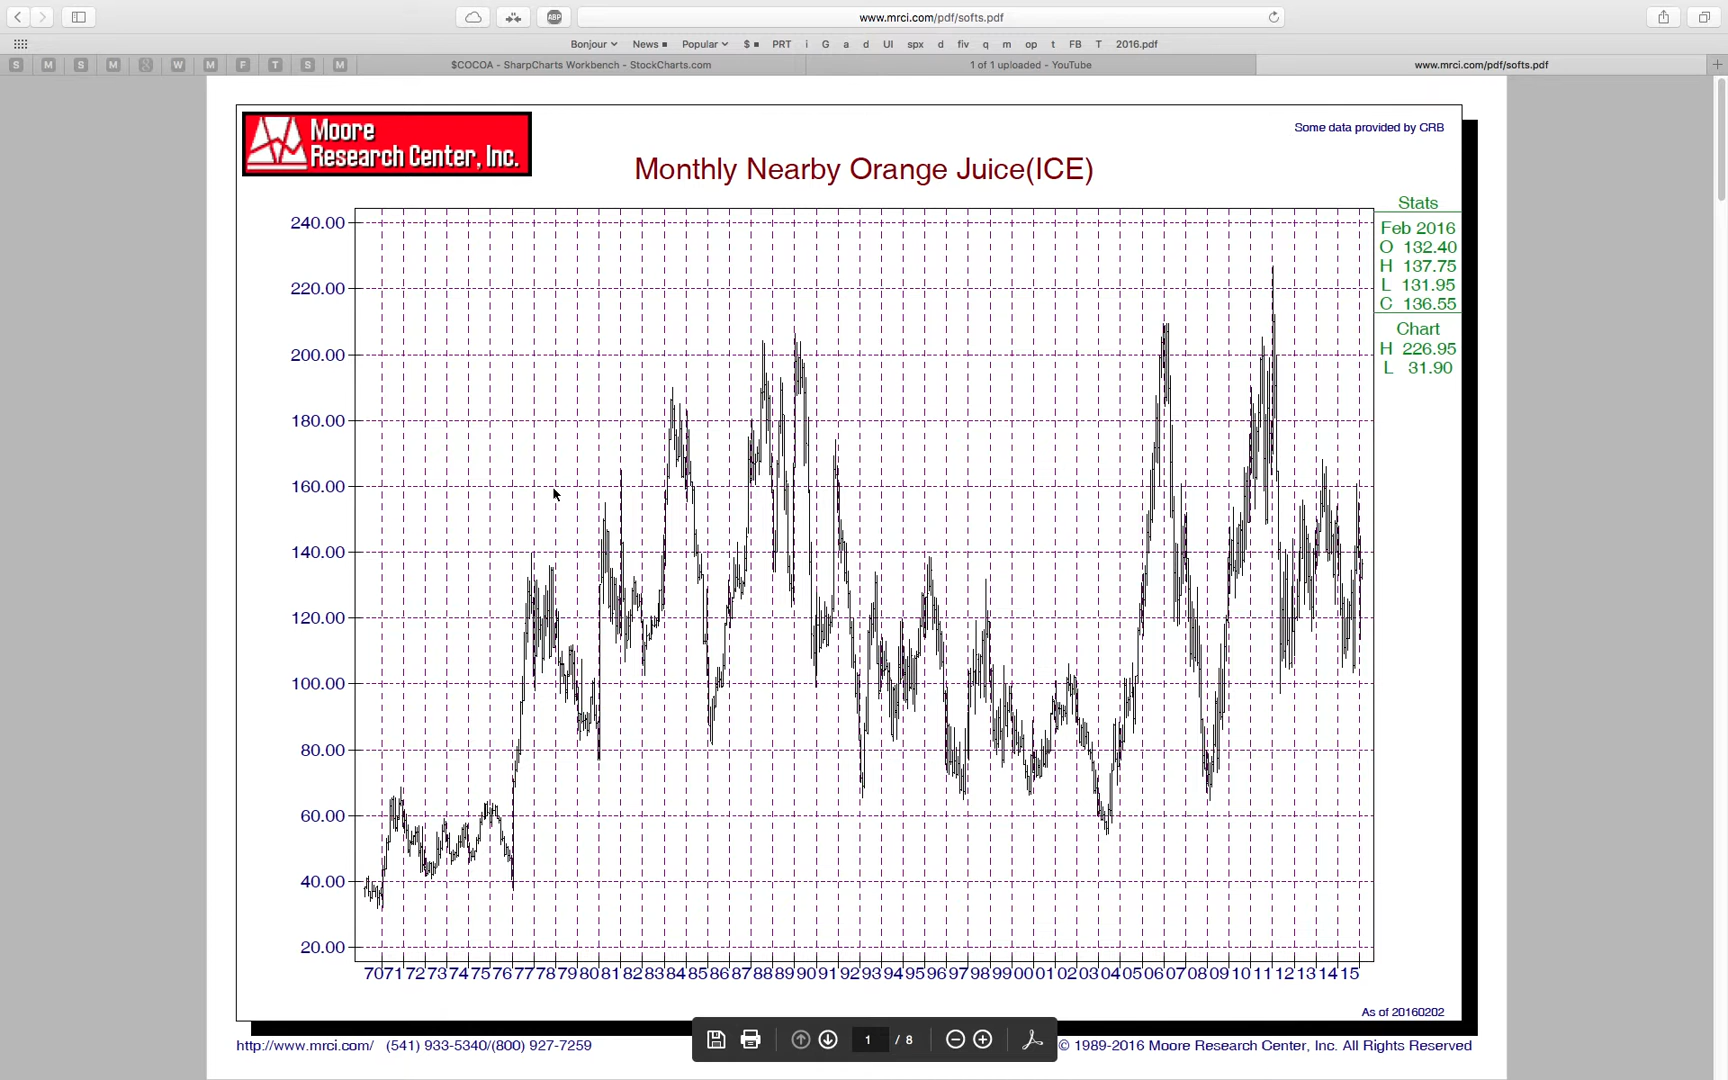 www.mrci.com/pdf/softs.pdf
Bonjour News Popular $ PRT i G a d UI spx d fiv q m op t FB T 2016.pdf
S M S M 8 W M F T S M $COCOA - SharpCharts Workbench - StockCharts.com 1 of 1 uploaded - YouTube www.mrci.com/pdf/softs.pdf
ABP
Moore
Research Center, Inc.
Some data provided by CRB
Monthly Nearby Orange Juice(ICE)
Stats
Feb 2016
O 132.40
H 137.75
L 131.95
C 136.55
Chart
H 226.95
L 31.90
240.00
220.00
200.00
180.00
160.00
140.00
120.00
100.00
80.00
60.00
40.00
20.00
70 71 72 73 74 75 76 77 78 79 80 81 82 83 84 85 86 87 88 89 90 91 92 93 94 95 96 97 98 99 00 01 02 03 04 05 06 07 08 09 10 11 12 13 14 15
As of 20160202
1 / 8
http://www.mrci.com/ (541) 933-5340/(800) 927-7259
© 1989-2016 Moore Research Center, Inc. All Rights Reserved